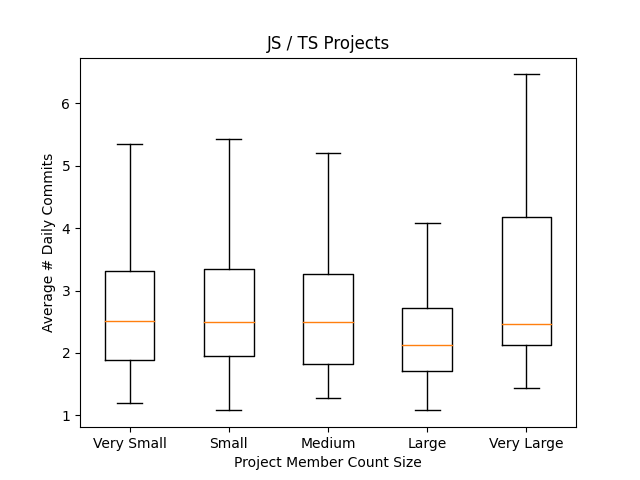 JS / TS Projects
6
5
4
3
2
1
Average # Daily Commits
Very Small Small Medium Large Very Large
Project Member Count Size